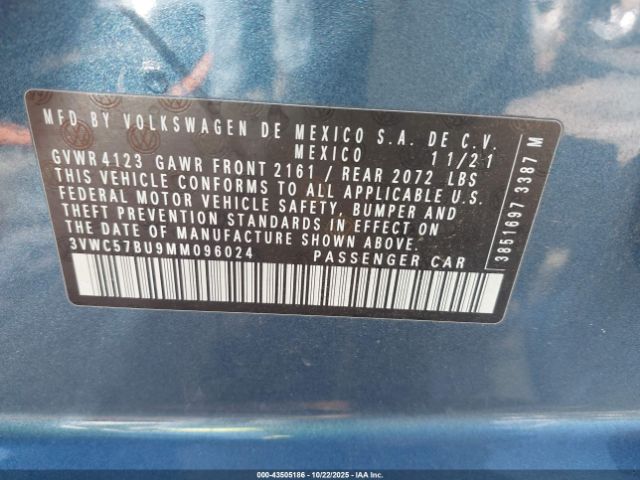 MFD BY VOLKSWAGEN DE MEXICO S.A. DE C.V.
MEXICO 11/21
GVWR 4123 GAWR FRONT 2161 / REAR 2072 LBS
THIS VEHICLE CONFORMS TO ALL APPLICABLE U.S.
FEDERAL MOTOR VEHICLE SAFETY, BUMPER AND
THEFT PREVENTION STANDARDS IN EFFECT ON
THE DATE OF MANUFACTURE SHOWN ABOVE.
3VWC57BU9MM096024 PASSENGER CAR
3851697 3387 M
000-43505186 - 10/22/2025 - IAA Inc.